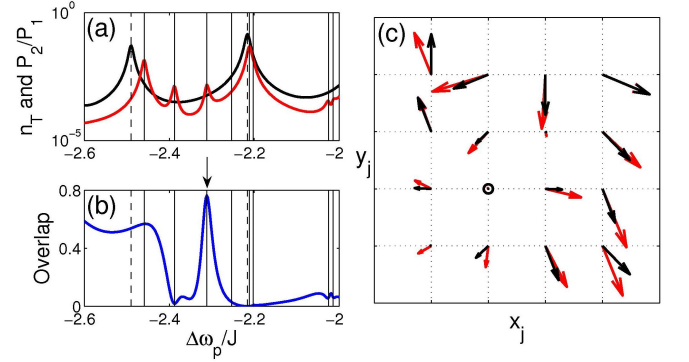 (a)
n_T and P_2/P_1
10^0
10^-5
-2.6
-2.4
-2.2
-2
(b)
Overlap
0.8
0.4
0
-2.6
-2.4
-2.2
-2
Δω_p/J
(c)
y_j
x_j